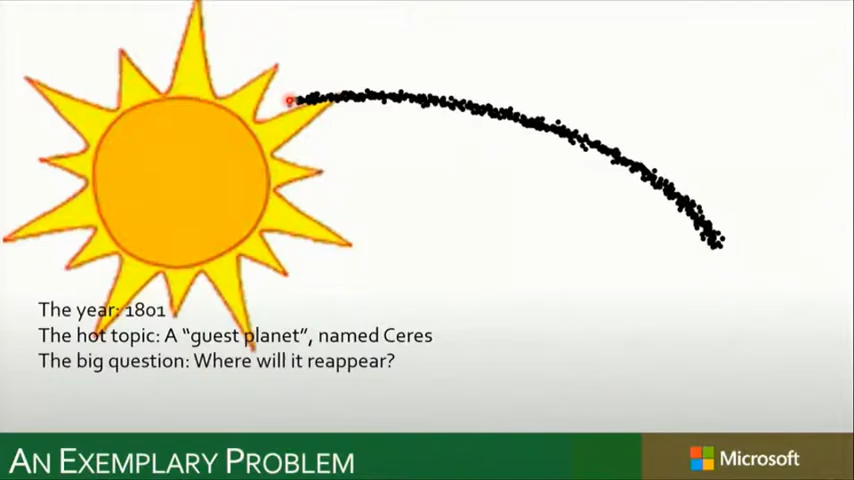 The year: 1801
The hot topic: A “guest planet”, named Ceres
The big question: Where will it reappear?
AN EXEMPLARY PROBLEM
Microsoft